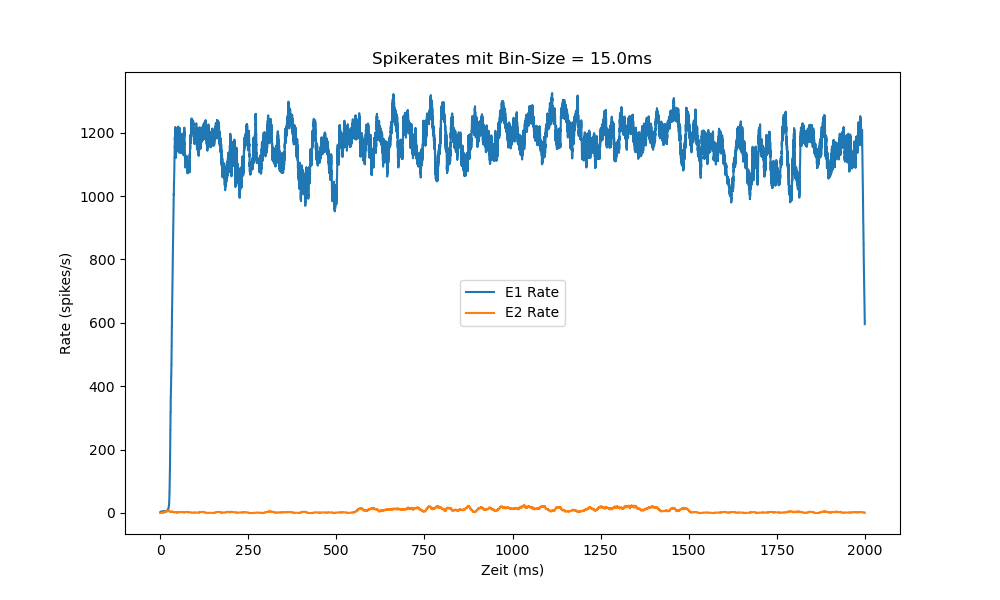 Spikerates mit Bin-Size = 15.0ms
Rate (spikes/s)
1200
1000
800
600
400
200
0
E1 Rate
E2 Rate
0 250 500 750 1000 1250 1500 1750 2000
Zeit (ms)